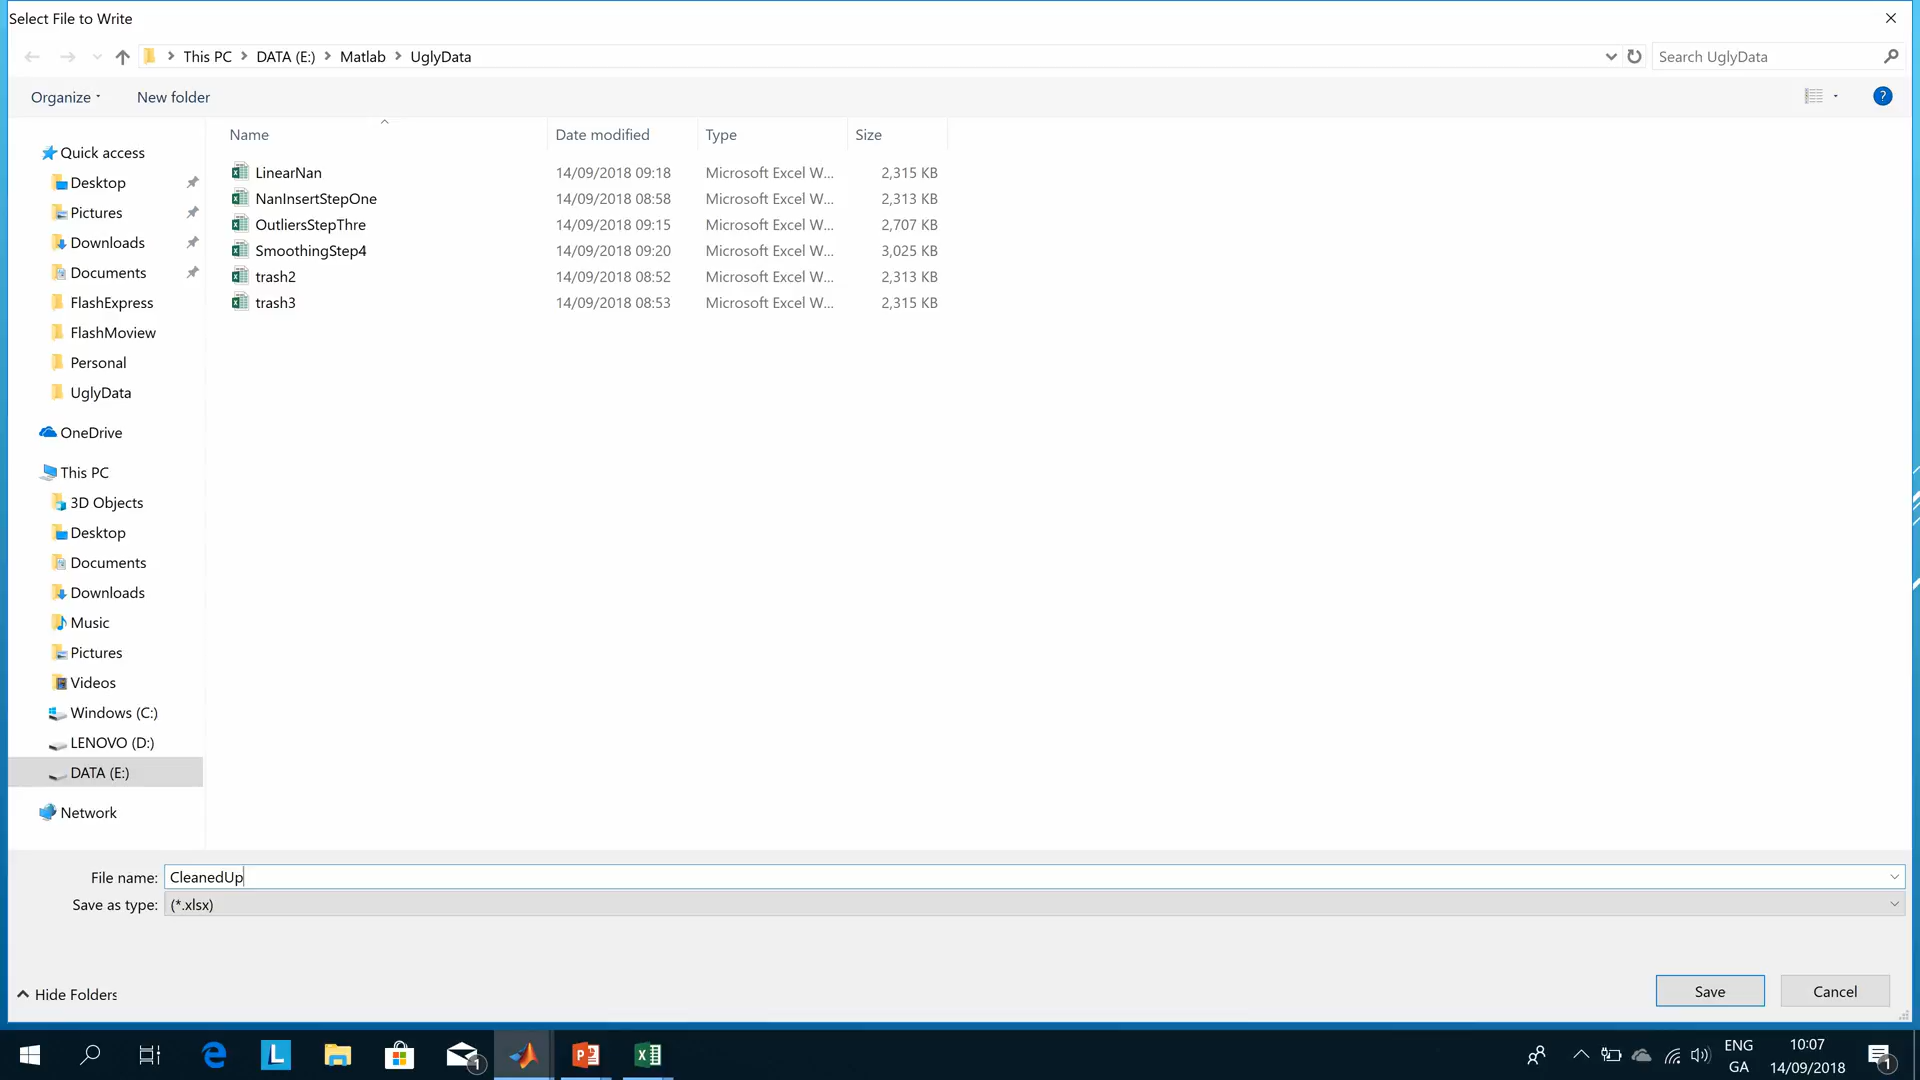 Select File to Write
This PC > DATA (E:) > Matlab > UglyData
Search UglyData
Organize
New folder
?
Name
Date modified
Type
Size
Quick access
Desktop
Pictures
Downloads
Documents
FlashExpress
FlashMoview
Personal
UglyData
OneDrive
This PC
3D Objects
Desktop
Documents
Downloads
Music
Pictures
Videos
Windows (C:)
LENOVO (D:)
DATA (E:)
Network
LinearNan 14/09/2018 09:18 Microsoft Excel W... 2,315 KB
NanInsertStepOne 14/09/2018 08:58 Microsoft Excel W... 2,313 KB
OutliersStepThre 14/09/2018 09:15 Microsoft Excel W... 2,707 KB
SmoothingStep4 14/09/2018 09:20 Microsoft Excel W... 3,025 KB
trash2 14/09/2018 08:52 Microsoft Excel W... 2,313 KB
trash3 14/09/2018 08:53 Microsoft Excel W... 2,315 KB
File name: CleanedUp
Save as type: (*.xlsx)
Hide Folders
Save
Cancel
L
1
ENG
GA
10:07
14/09/2018
1